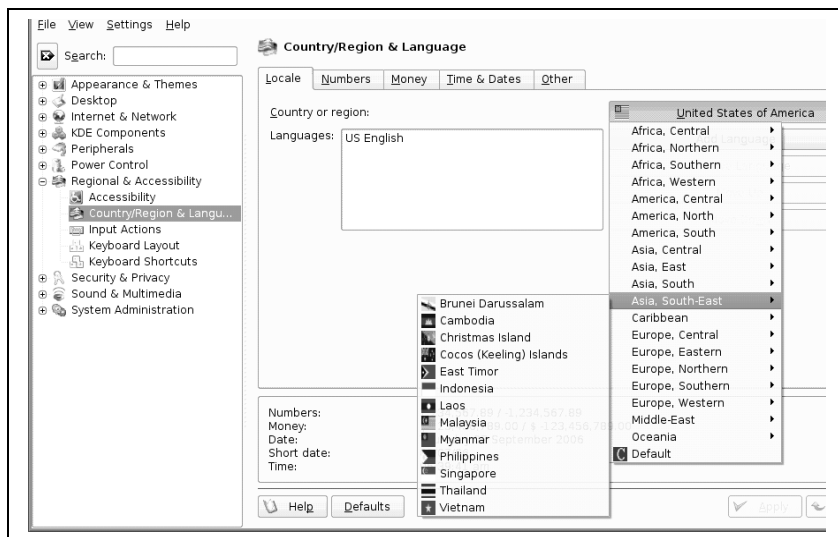 File View Settings Help
Search:
Appearance & Themes
Desktop
Internet & Network
KDE Components
Peripherals
Power Control
Regional & Accessibility
Accessibility
Country/Region & Langu...
Input Actions
Keyboard Layout
Keyboard Shortcuts
Security & Privacy
Sound & Multimedia
System Administration
Country/Region & Language
Locale Numbers Money Time & Dates Other
Country or region:
United States of America
Languages:
US English
Africa, Central
Africa, Northern
Africa, Southern
Africa, Western
America, Central
America, North
America, South
Asia, Central
Asia, East
Asia, South
Asia, South-East
Caribbean
Europe, Central
Europe, Eastern
Europe, Northern
Europe, Southern
Europe, Western
Middle-East
Oceania
C Default
Brunei Darussalam
Cambodia
Christmas Island
Cocos (Keeling) Islands
East Timor
Indonesia
Laos
Malaysia
Myanmar
Philippines
Singapore
Thailand
Vietnam
Numbers:
Money:
Date: September 2006
Short date:
Time:
Help Defaults Apply